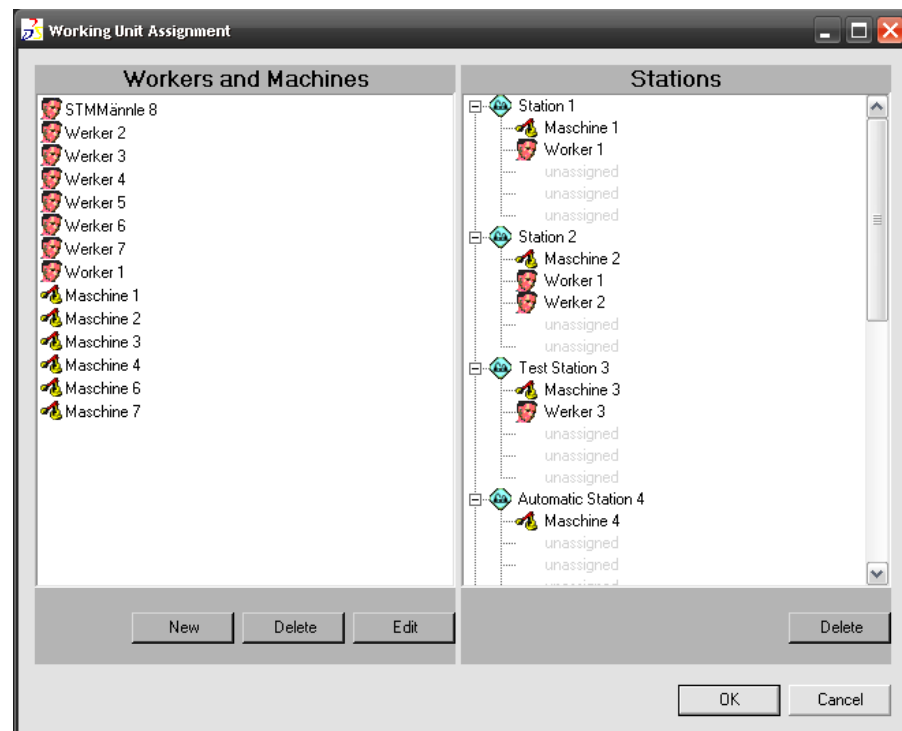 Working Unit Assignment
Workers and Machines
STMMännle 8
Werker 2
Werker 3
Werker 4
Werker 5
Werker 6
Werker 7
Worker 1
Maschine 1
Maschine 2
Maschine 3
Maschine 4
Maschine 6
Maschine 7
New
Delete
Edit
Stations
Station 1
Maschine 1
Worker 1
unassigned
unassigned
unassigned
Station 2
Maschine 2
Worker 1
Werker 2
unassigned
unassigned
Test Station 3
Maschine 3
Werker 3
unassigned
unassigned
unassigned
Automatic Station 4
Maschine 4
unassigned
unassigned
Delete
OK
Cancel